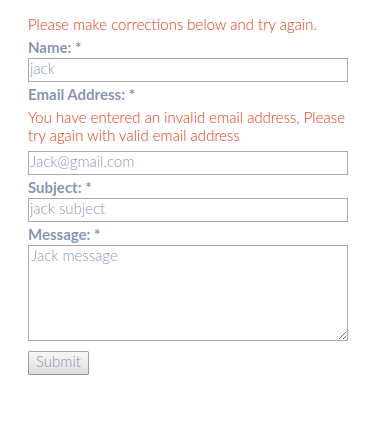 Please make corrections below and try again.
Name: *
jack
Email Address: *
You have entered an invalid email address, Please
try again with valid email address
Jack@gmail.com
Subject: *
jack subject
Message: *
Jack message
Submit